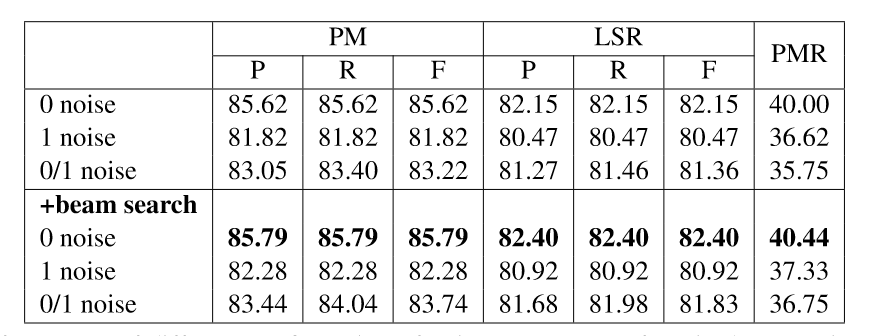 PM LSR PMR
P R F P R F
0 noise 85.62 85.62 85.62 82.15 82.15 82.15 40.00
1 noise 81.82 81.82 81.82 80.47 80.47 80.47 36.62
0/1 noise 83.05 83.40 83.22 81.27 81.46 81.36 35.75
+beam search
0 noise 85.79 85.79 85.79 82.40 82.40 82.40 40.44
1 noise 82.28 82.28 82.28 80.92 80.92 80.92 37.33
0/1 noise 83.44 84.04 83.74 81.68 81.98 81.83 36.75